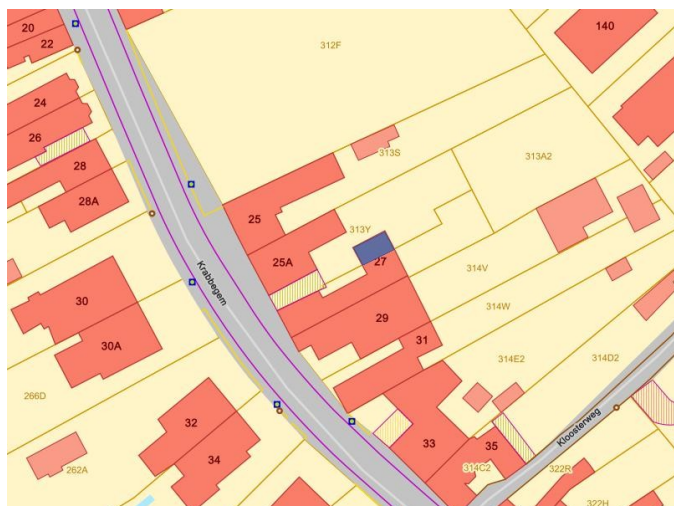 20
22
140
312F
24
26
313S
313A2
28
28A
25
313Y
25A
27
314V
Krabbegem
30
29
314W
30A
31
314E2
314D2
266D
32
33
Kloosterweg
34
35
262A
314C2
322R
322H